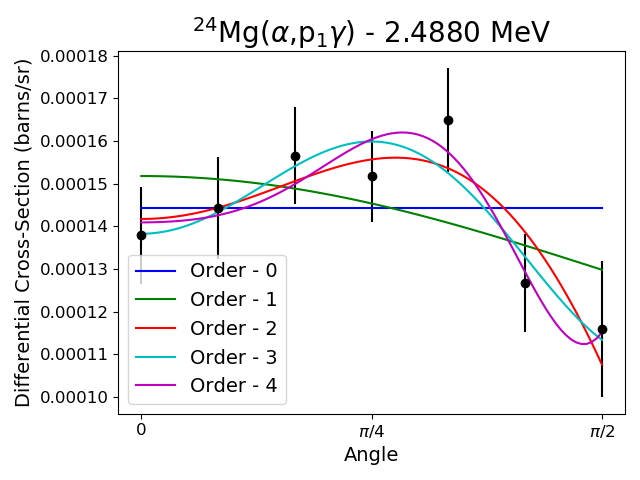 ²⁴Mg(α,p₁γ) - 2.4880 MeV
Differential Cross-Section (barns/sr)
0.00018
0.00017
0.00016
0.00015
0.00014
0.00013
0.00012
0.00011
0.00010
Order - 0
Order - 1
Order - 2
Order - 3
Order - 4
0 π/4 π/2
Angle